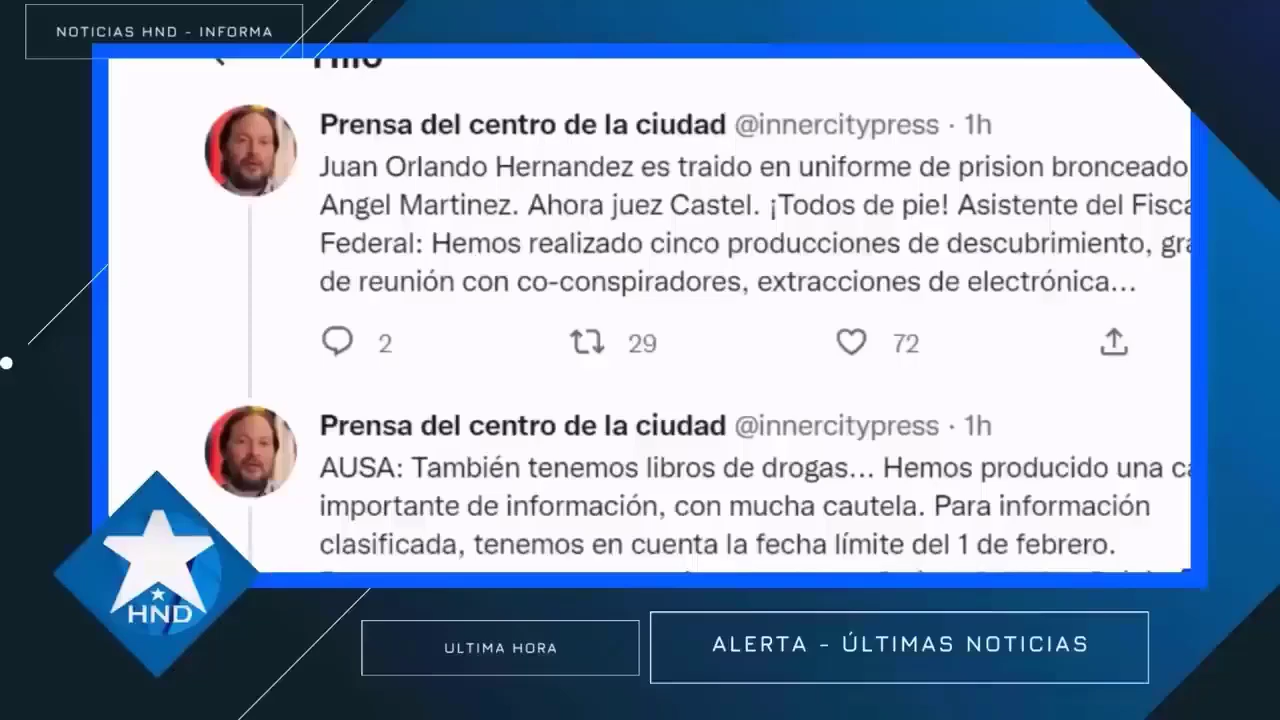 NOTICIAS HND - INFORMA
Hilo
Prensa del centro de la ciudad @innercitypress · 1h
Juan Orlando Hernandez es traido en uniforme de prision bronceado
Angel Martinez. Ahora juez Castel. ¡Todos de pie! Asistente del Fisca
Federal: Hemos realizado cinco producciones de descubrimiento, gra
de reunión con co-conspiradores, extracciones de electrónica...
2 29 72
Prensa del centro de la ciudad @innercitypress · 1h
AUSA: También tenemos libros de drogas... Hemos producido una ca
importante de información, con mucha cautela. Para información
clasificada, tenemos en cuenta la fecha límite del 1 de febrero.
HND
ULTIMA HORA
ALERTA - ÚLTIMAS NOTICIAS